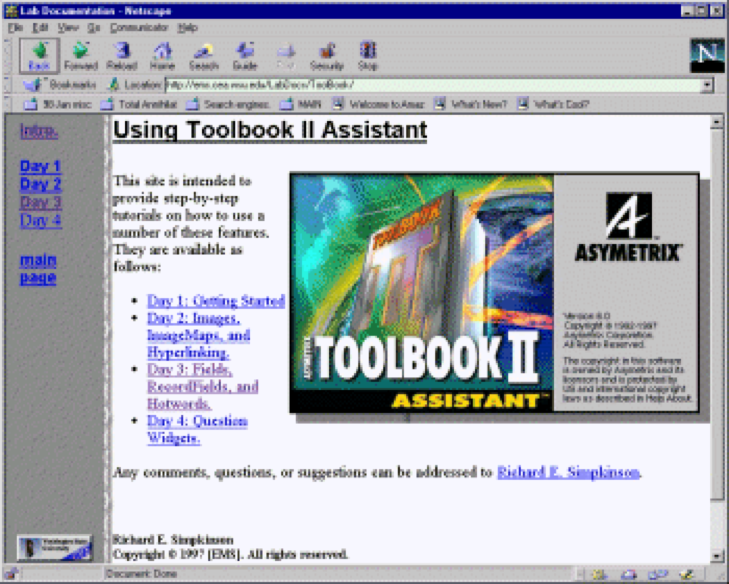 Lab Documentation - Netscape
File Edit View Go Communicator Help
Back Forward Reload Home Search Guide Print Security Stop
Bookmarks Location: http://ems.cea.wsu.edu/LabDocs/ToolBook/
Total Annihilat Search engines. MAIN Welcome to Amaz What's New? What's Cool?
Intro.
Day 1
Day 2
Day 3
Day 4
main
page
Using Toolbook II Assistant
This site is intended to
provide step-by-step
tutorials on how to use a
number of these features.
They are available as
follows:
Day 1: Getting Started
Day 2: Images,
ImageMaps, and
Hyperlinking.
Day 3: Fields,
RecordFields, and
Hotwords.
Day 4: Question
Widgets.
TOOLBOOK
II
TOOLBOOK II
ASSISTANT
ASYMETRIX
Version 6.0
Copyright © 1992-1997
Asymetrix Corporation.
All Rights Reserved.
The copyright in this software
is owned by Asymetrix and its
licensors and is protected by
US and international copyright
laws as described in Help About.
Any comments, questions, or suggestions can be addressed to Richard E. Simpkinson.
Washington State
University
Richard E. Simpkinson
Copyright © 1997 [EMS]. All rights reserved.
Document: Done